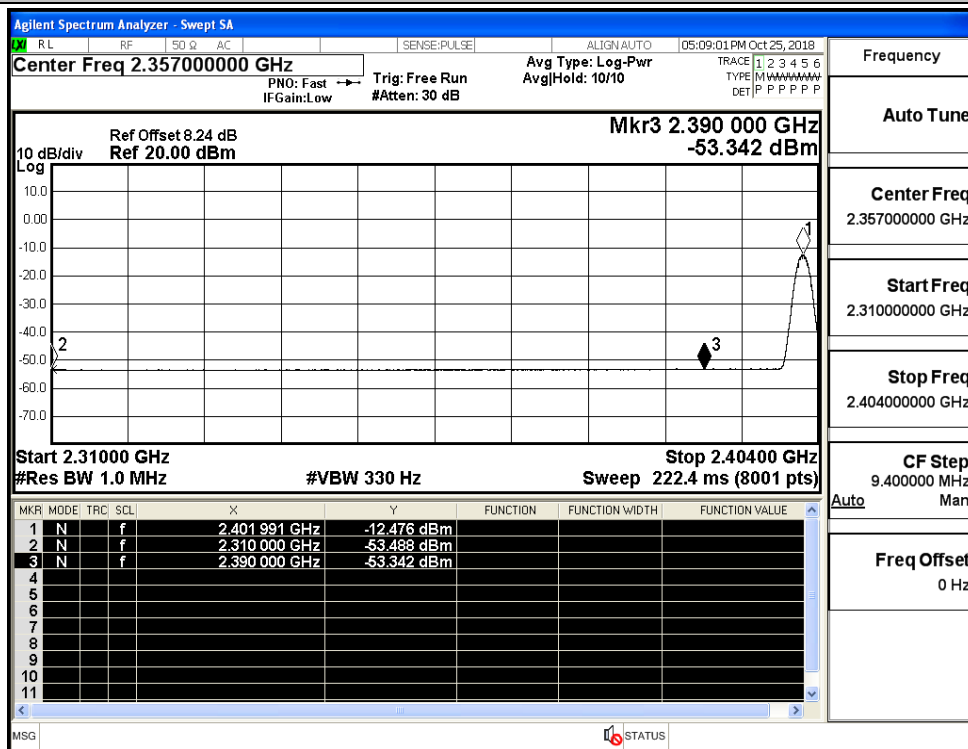 Agilent Spectrum Analyzer - Swept SA
LXI RL RF 50 Ω AC SENSE:PULSE ALIGN AUTO 05:09:01 PM Oct 25, 2018
Center Freq 2.357000000 GHz
PNO: Fast
IFGain:Low
Trig: Free Run
#Atten: 30 dB
Avg Type: Log-Pwr
Avg|Hold: 10/10
TRACE 1 2 3 4 5 6
TYPE M W W W W W
DET P P P P P P
Ref Offset 8.24 dB
Ref 20.00 dBm
10 dB/div
Log
Mkr3 2.390 000 GHz
-53.342 dBm
10.0
0.00
-10.0
-20.0
-30.0
-40.0
-50.0
-60.0
-70.0
1
2
3
Start 2.31000 GHz Stop 2.40400 GHz
#Res BW 1.0 MHz #VBW 330 Hz Sweep 222.4 ms (8001 pts)
MKR MODE TRC SCL X Y FUNCTION FUNCTION WIDTH FUNCTION VALUE
1 N f 2.401 991 GHz -12.476 dBm
2 N f 2.310 000 GHz -53.488 dBm
3 N f 2.390 000 GHz -53.342 dBm
4
5
6
7
8
9
10
11
MSG STATUS
Frequency
Auto Tune
Center Freq
2.357000000 GHz
Start Freq
2.310000000 GHz
Stop Freq
2.404000000 GHz
CF Step
9.400000 MHz
Auto Man
Freq Offset
0 Hz